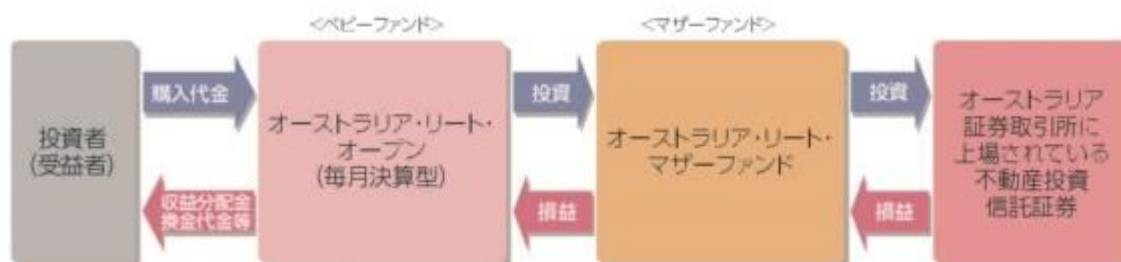 <ベビーファンド>
<マザーファンド>
投資者
(受益者)
購入代金
収益分配金
換金代金等
オーストラリア・リート・
オープン
(毎月決算型)
投資
損益
オーストラリア・リート・
マザーファンド
投資
損益
オーストラリア
証券取引所に
上場されている
不動産投資
信託証券